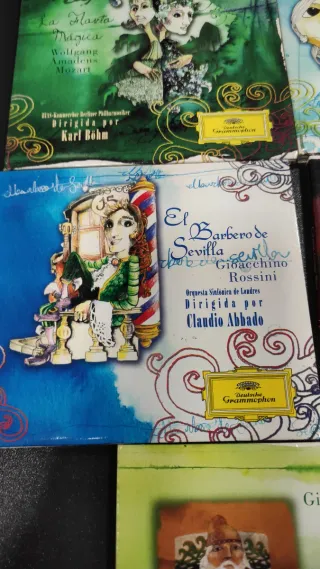 La Flauta
Mágica
Wolfgang
Amadeus
Mozart
RIAS-Kammerchor Berliner Philharmoniker
Dirigida por
Karl Böhm
Deutsche
Grammophon
El
Barbero de
Sevilla
Gioacchino
Rossini
Orquesta Sinfónica de Londres
Dirigida por
Claudio Abbado
Deutsche
Grammophon
Gi